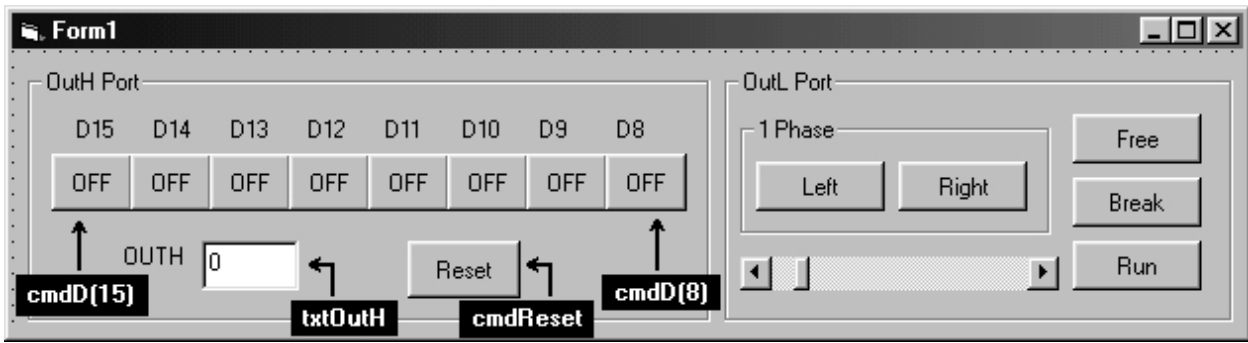 Form1
OutH Port
D15 D14 D13 D12 D11 D10 D9 D8
OFF OFF OFF OFF OFF OFF OFF OFF
OUTH 0 Reset
cmdD(15) txtOutH cmdReset cmdD(8)
OutL Port
1 Phase
Left Right
Free
Break
Run